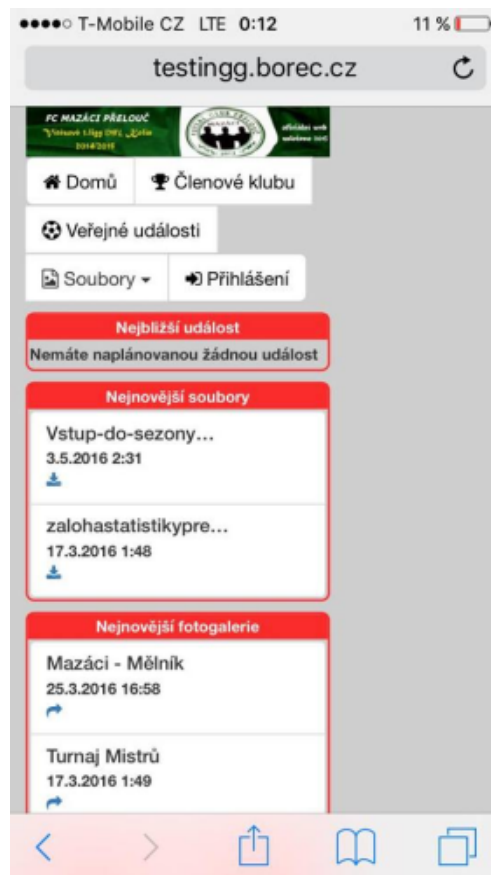 T-Mobile CZ LTE 0:12 11 %
testingg.borec.cz
FC MAZÁCI PŘELOUČ
2014/2015
Domů Členové klubu
Veřejné události
Soubory Přihlášení
Nejbližší událost
Nemáte naplánovanou žádnou událost
Nejnovější soubory
Vstup-do-sezony...
3.5.2016 2:31
zalohastatistikypre...
17.3.2016 1:48
Nejnovější fotogalerie
Mazáci - Mělník
25.3.2016 16:58
Turnaj Mistrů
17.3.2016 1:49